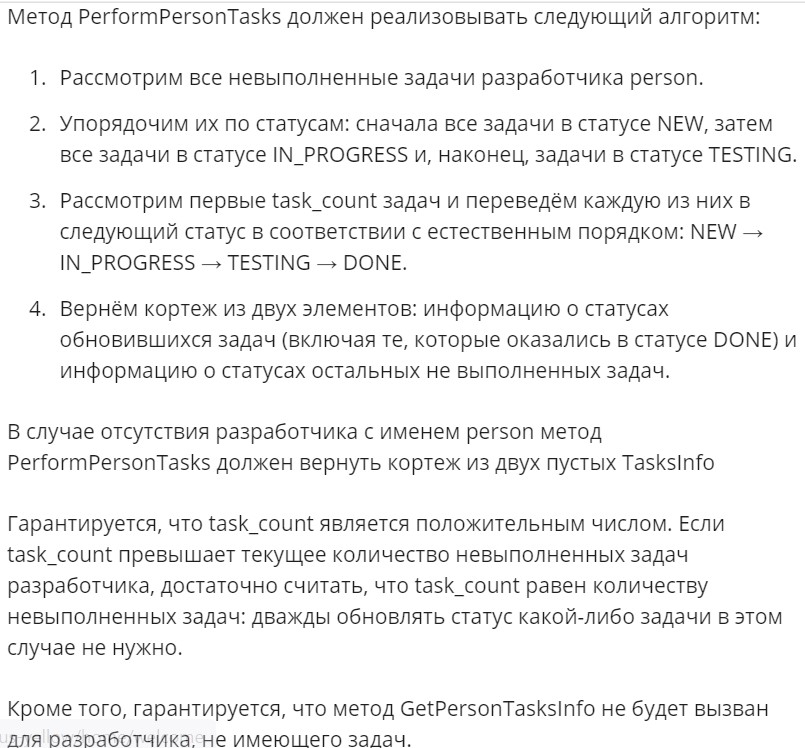 Метод PerformPersonTasks должен реализовывать следующий алгоритм:
1. Рассмотрим все невыполненные задачи разработчика person.
2. Упорядочим их по статусам: сначала все задачи в статусе NEW, затем
все задачи в статусе IN_PROGRESS и, наконец, задачи в статусе TESTING.
3. Рассмотрим первые task_count задач и переведём каждую из них в
следующий статус в соответствии с естественным порядком: NEW →
IN_PROGRESS → TESTING → DONE.
4. Вернём кортеж из двух элементов: информацию о статусах
обновившихся задач (включая те, которые оказались в статусе DONE) и
информацию о статусах остальных не выполненных задач.
В случае отсутствия разработчика с именем person метод
PerformPersonTasks должен вернуть кортеж из двух пустых TasksInfo
Гарантируется, что task_count является положительным числом. Если
task_count превышает текущее количество невыполненных задач
разработчика, достаточно считать, что task_count равен количеству
невыполненных задач: дважды обновлять статус какой-либо задачи в этом
случае не нужно.
Кроме того, гарантируется, что метод GetPersonTasksInfo не будет вызван
для разработчика, не имеющего задач.